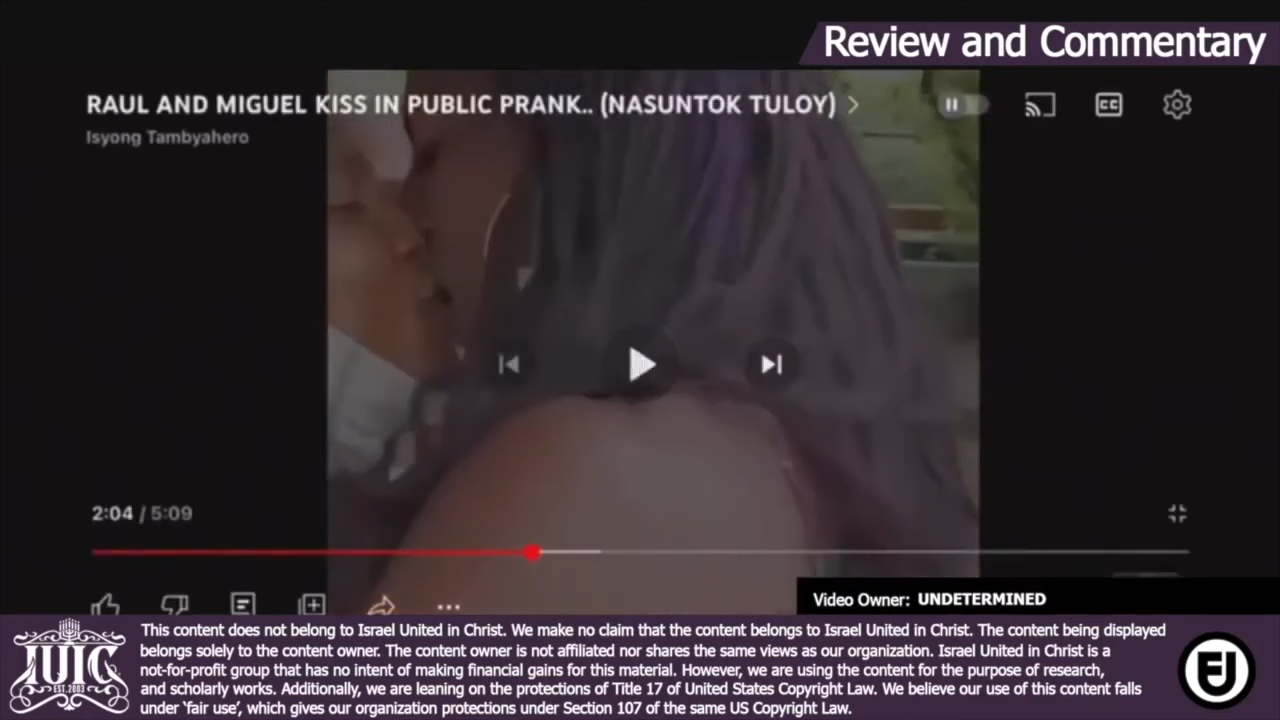 Review and Commentary
RAUL AND MIGUEL KISS IN PUBLIC PRANK.. (NASUNTOK TULOY)
Isyong Tambyahero
CC
2:04 / 5:09
Video Owner: UNDETERMINED
This content does not belong to Israel United in Christ. We make no claim that the content belongs to Israel United in Christ. The content being displayed
belongs solely to the content owner. The content owner is not affiliated nor shares the same views as our organization. Israel United in Christ is a
not-for-profit group that has no intent of making financial gains for this material. However, we are using the content for the purpose of research,
and scholarly works. Additionally, we are leaning on the protections of Title 17 of United States Copyright Law. We believe our use of this content falls
under ‘fair use’, which gives our organization protections under Section 107 of the same US Copyright Law.
IUIC
EST. 2003